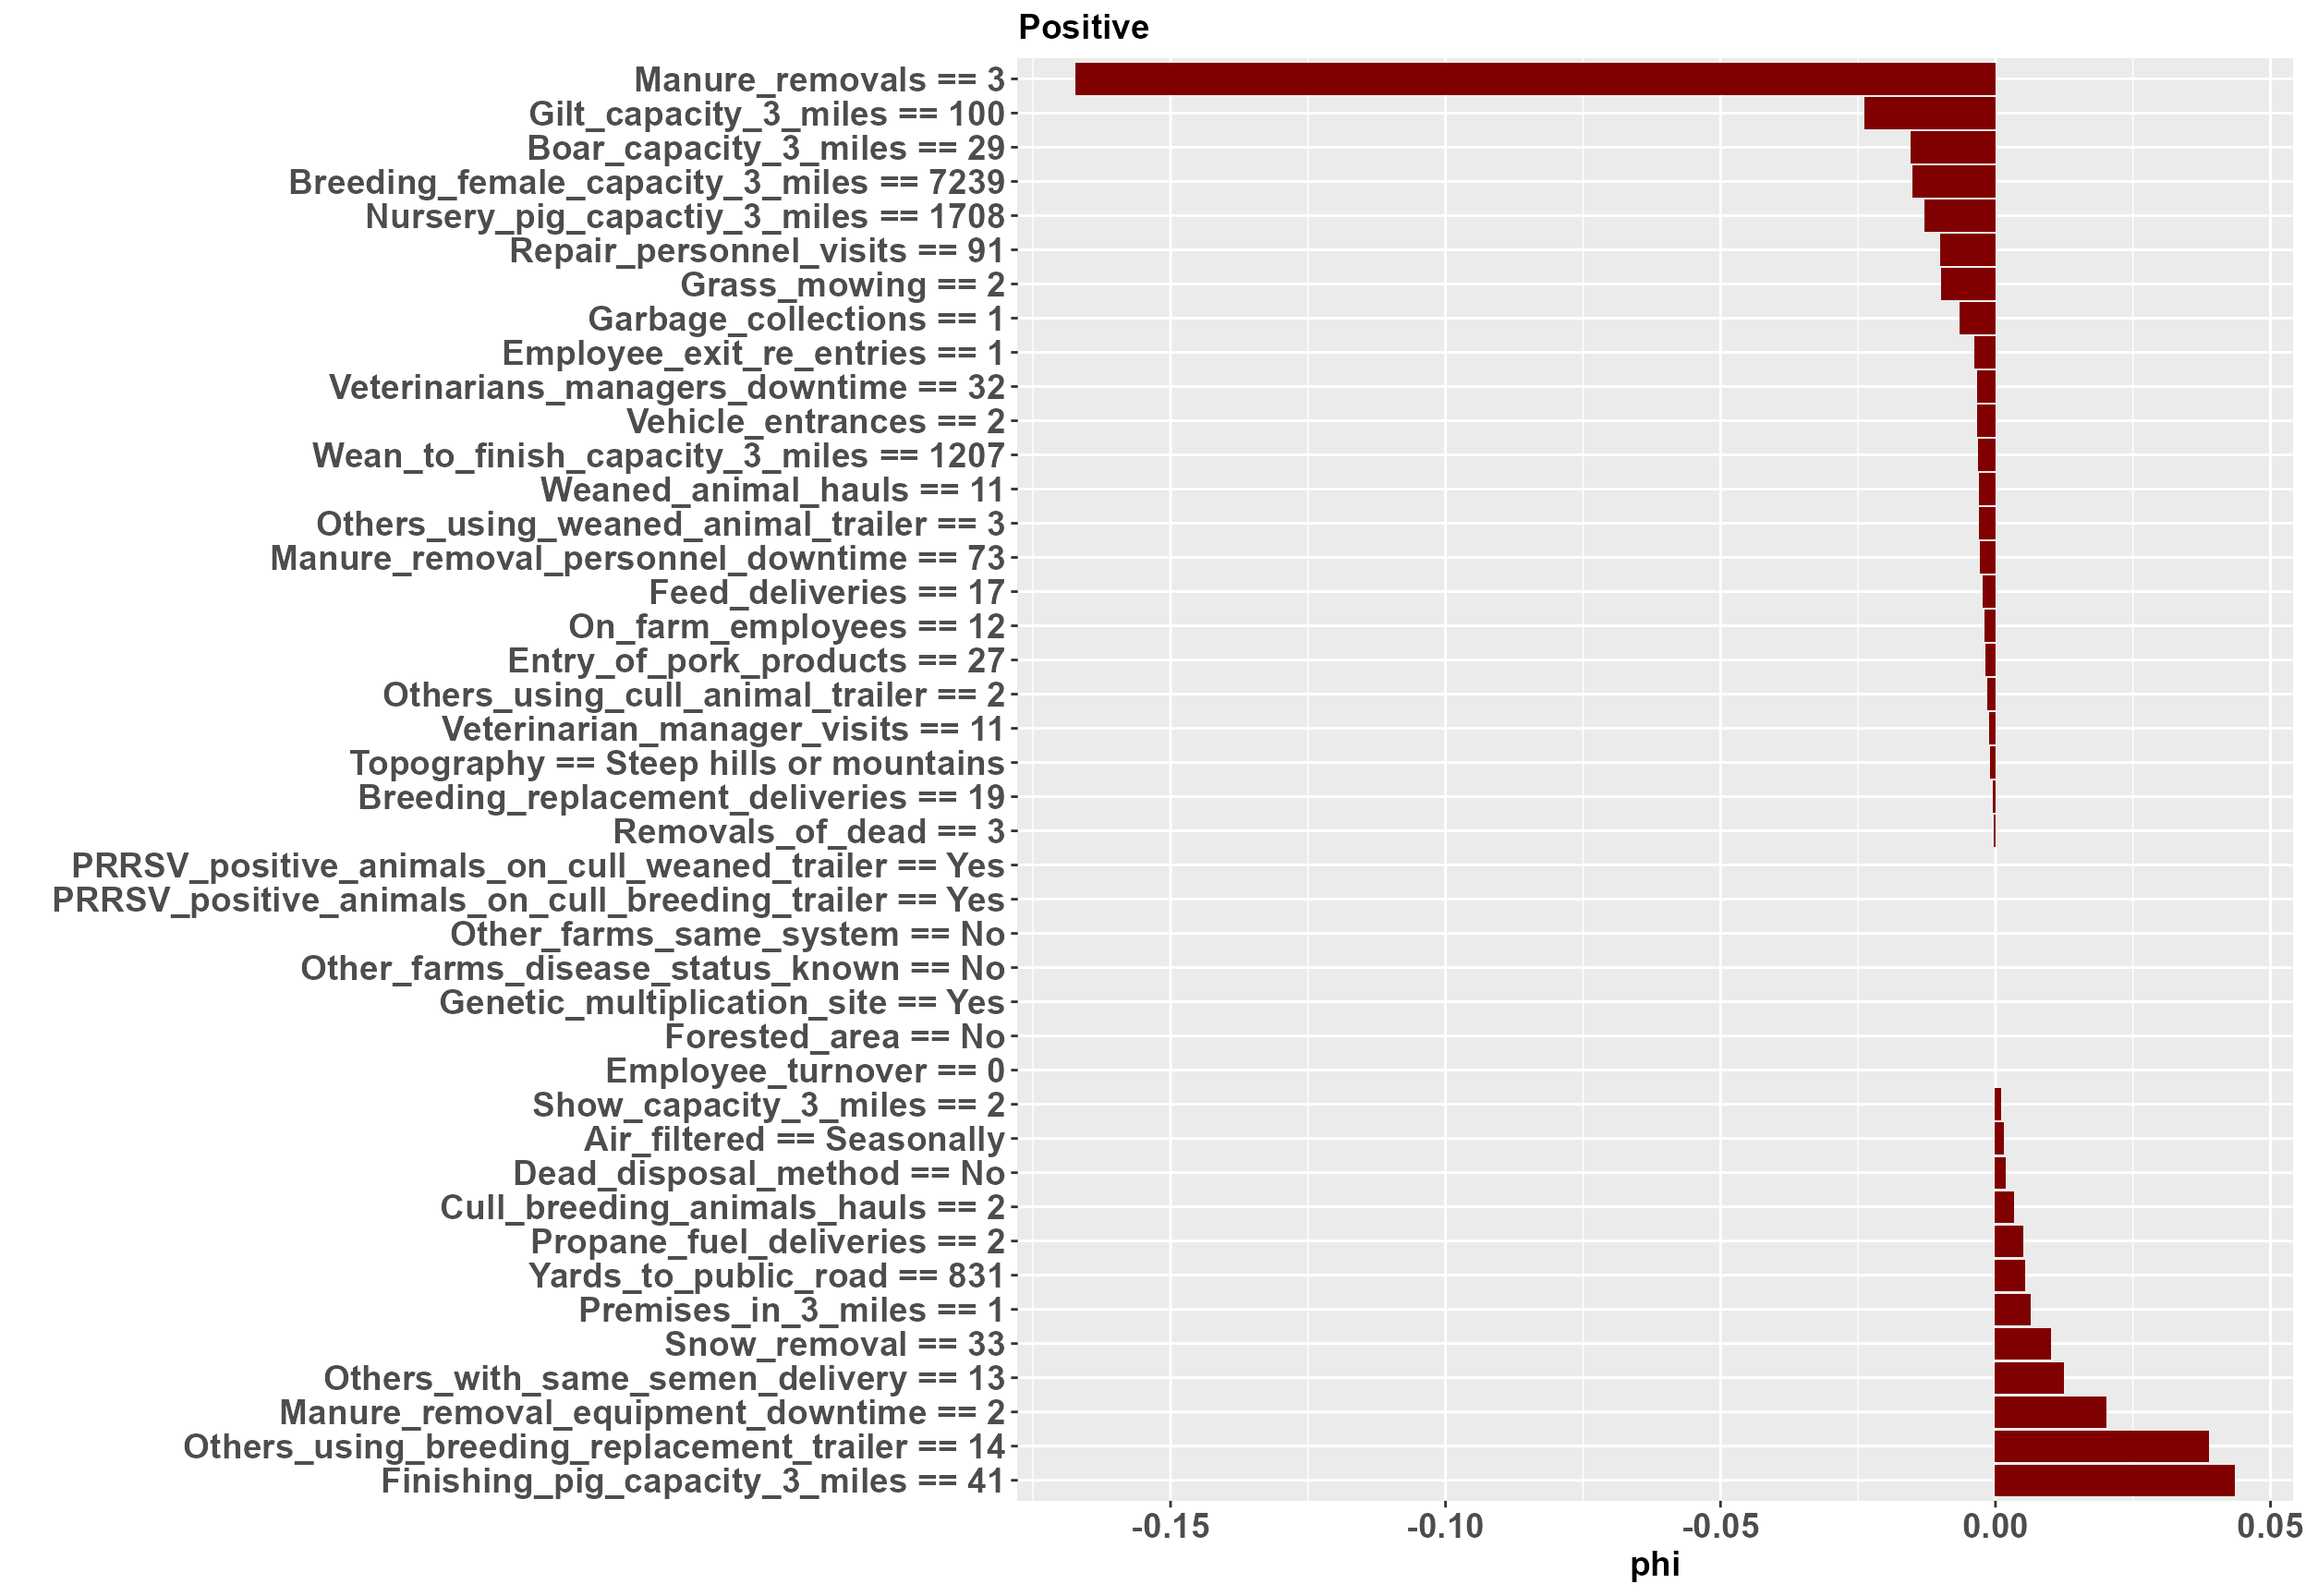 Positive
Manure_removals == 3
Gilt_capacity_3_miles == 100
Boar_capacity_3_miles == 29
Breeding_female_capacity_3_miles == 7239
Nursery_pig_capactiy_3_miles == 1708
Repair_personnel_visits == 91
Grass_mowing == 2
Garbage_collections == 1
Employee_exit_re_entries == 1
Veterinarians_managers_downtime == 32
Vehicle_entrances == 2
Wean_to_finish_capacity_3_miles == 1207
Weaned_animal_hauls == 11
Others_using_weaned_animal_trailer == 3
Manure_removal_personnel_downtime == 73
Feed_deliveries == 17
On_farm_employees == 12
Entry_of_pork_products == 27
Others_using_cull_animal_trailer == 2
Veterinarian_manager_visits == 11
Topography == Steep hills or mountains
Breeding_replacement_deliveries == 19
Removals_of_dead == 3
PRRSV_positive_animals_on_cull_weaned_trailer == Yes
PRRSV_positive_animals_on_cull_breeding_trailer == Yes
Other_farms_same_system == No
Other_farms_disease_status_known == No
Genetic_multiplication_site == Yes
Forested_area == No
Employee_turnover == 0
Show_capacity_3_miles == 2
Air_filtered == Seasonally
Dead_disposal_method == No
Cull_breeding_animals_hauls == 2
Propane_fuel_deliveries == 2
Yards_to_public_road == 831
Premises_in_3_miles == 1
Snow_removal == 33
Others_with_same_semen_delivery == 13
Manure_removal_equipment_downtime == 2
Others_using_breeding_replacement_trailer == 14
Finishing_pig_capacity_3_miles == 41
-0.15 -0.10 -0.05 0.00 0.05
phi